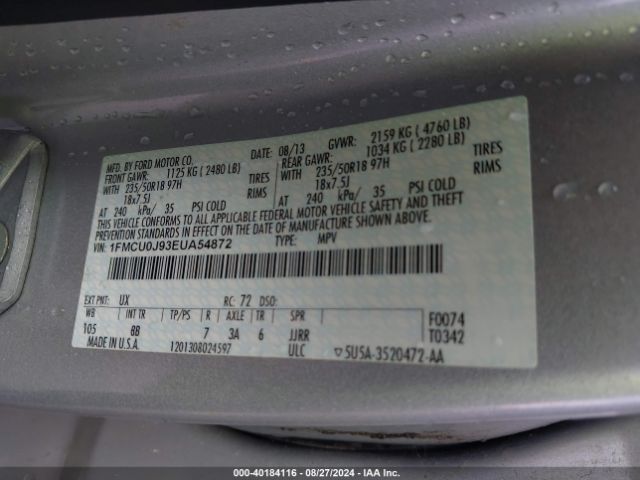 MFD. BY FORD MOTOR CO.
DATE: 08/13 GVWR: 2159 KG ( 4760 LB)
FRONT GAWR: 1125 KG ( 2480 LB) REAR GAWR: 1034 KG ( 2280 LB)
WITH 235/50R18 97H TIRES WITH 235/50R18 97H TIRES
18x7.5J RIMS 18x7.5J RIMS
AT 240 kPa/ 35 PSI COLD AT 240 kPa/ 35 PSI COLD
THIS VEHICLE CONFORMS TO ALL APPLICABLE FEDERAL MOTOR VEHICLE SAFETY AND THEFT
PREVENTION STANDARDS IN EFFECT ON THE DATE OF MANUFACTURE SHOWN ABOVE.
VIN: 1FMCU0J93EUA54872
TYPE: MPV
EXT PNT: UX RC: 72 DSO:
WB INT TR TP/PS R AXLE TR SPR F0074
105 8B 7 3A 6 JJRR T0342
MADE IN U.S.A. 1201308024597 ULC ▽5U5A-3520472-AA
000-40184116 • 08/27/2024 - IAA Inc.